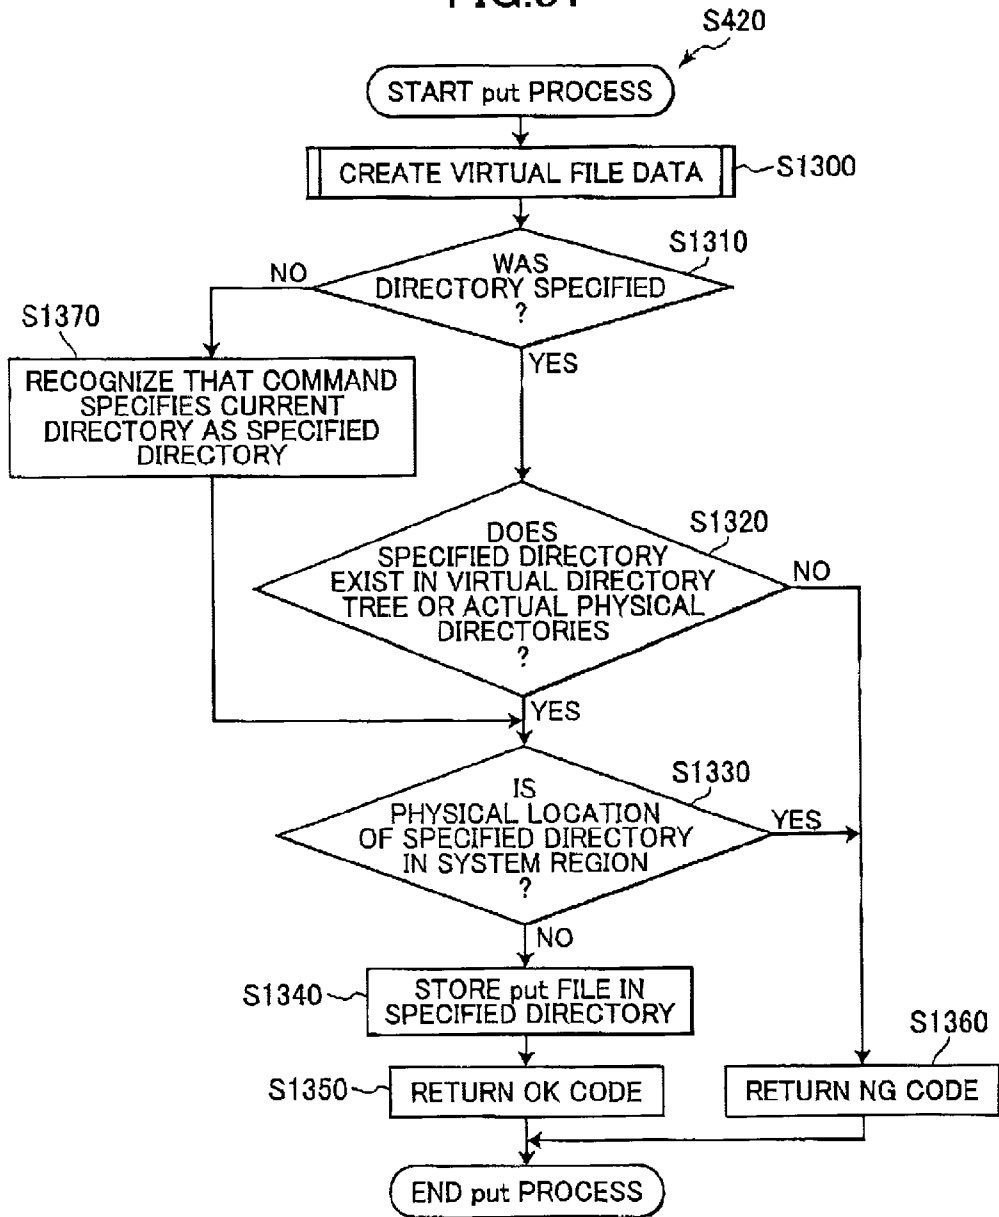 S420
START put PROCESS
CREATE VIRTUAL FILE DATA
S1300
S1310
WAS
DIRECTORY SPECIFIED
?
NO
YES
S1370
RECOGNIZE THAT COMMAND
SPECIFIES CURRENT
DIRECTORY AS SPECIFIED
DIRECTORY
S1320
DOES
SPECIFIED DIRECTORY
EXIST IN VIRTUAL DIRECTORY
TREE OR ACTUAL PHYSICAL
DIRECTORIES
?
NO
YES
S1330
IS
PHYSICAL LOCATION
OF SPECIFIED DIRECTORY
IN SYSTEM REGION
?
YES
NO
S1340
STORE put FILE IN
SPECIFIED DIRECTORY
S1360
S1350
RETURN OK CODE
RETURN NG CODE
END put PROCESS